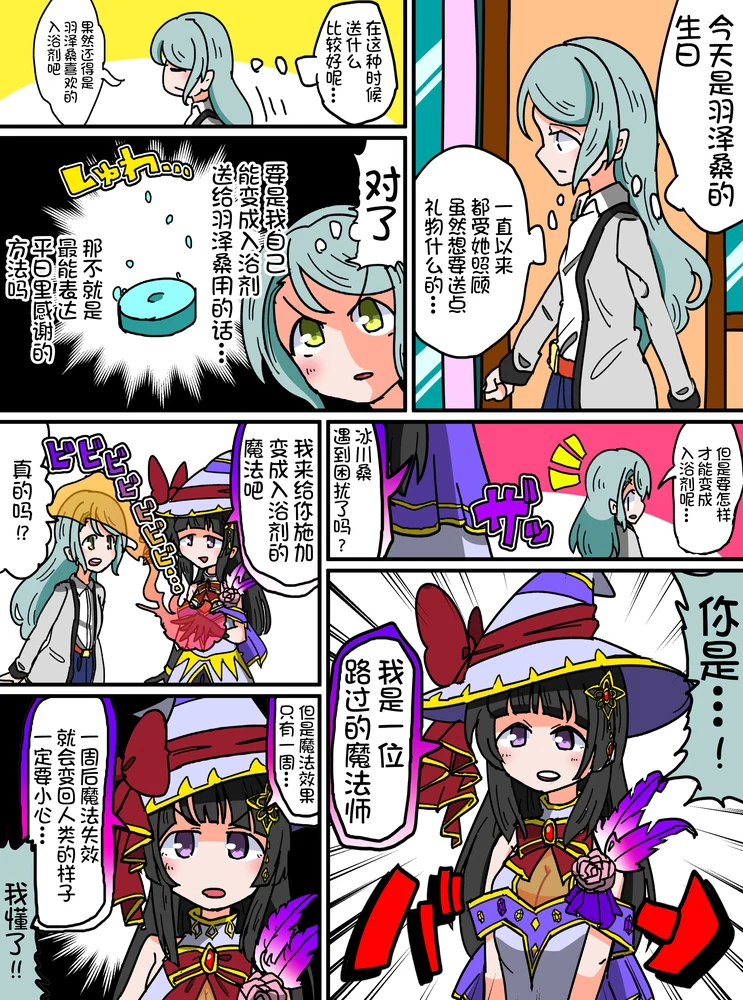 今天是羽泽桑的
生日
一直以来
都受她照顾
虽然想要送点
礼物什么的…
在这种时候
送什么
比较好呢…
果然还得是
羽泽桑喜欢的
入浴剂吧
对了
要是我自己
能变成入浴剂
送给羽泽桑用的话…
しゅわ…
那不就是
最能表达
平日里感谢的
方法吗
但是要怎样
才能变成
入浴剂呢…
冰川桑
遇到困扰了吗?
ザッ
你是…!
我是一位
路过的魔法师
バーン
我来给你施加
变成入浴剂的
魔法吧
ビビビビビビビ…
真的吗!?
但是魔法效果
只有一周…
一周后魔法失效
就会变回人类的样子
一定要小心…
我懂了!!